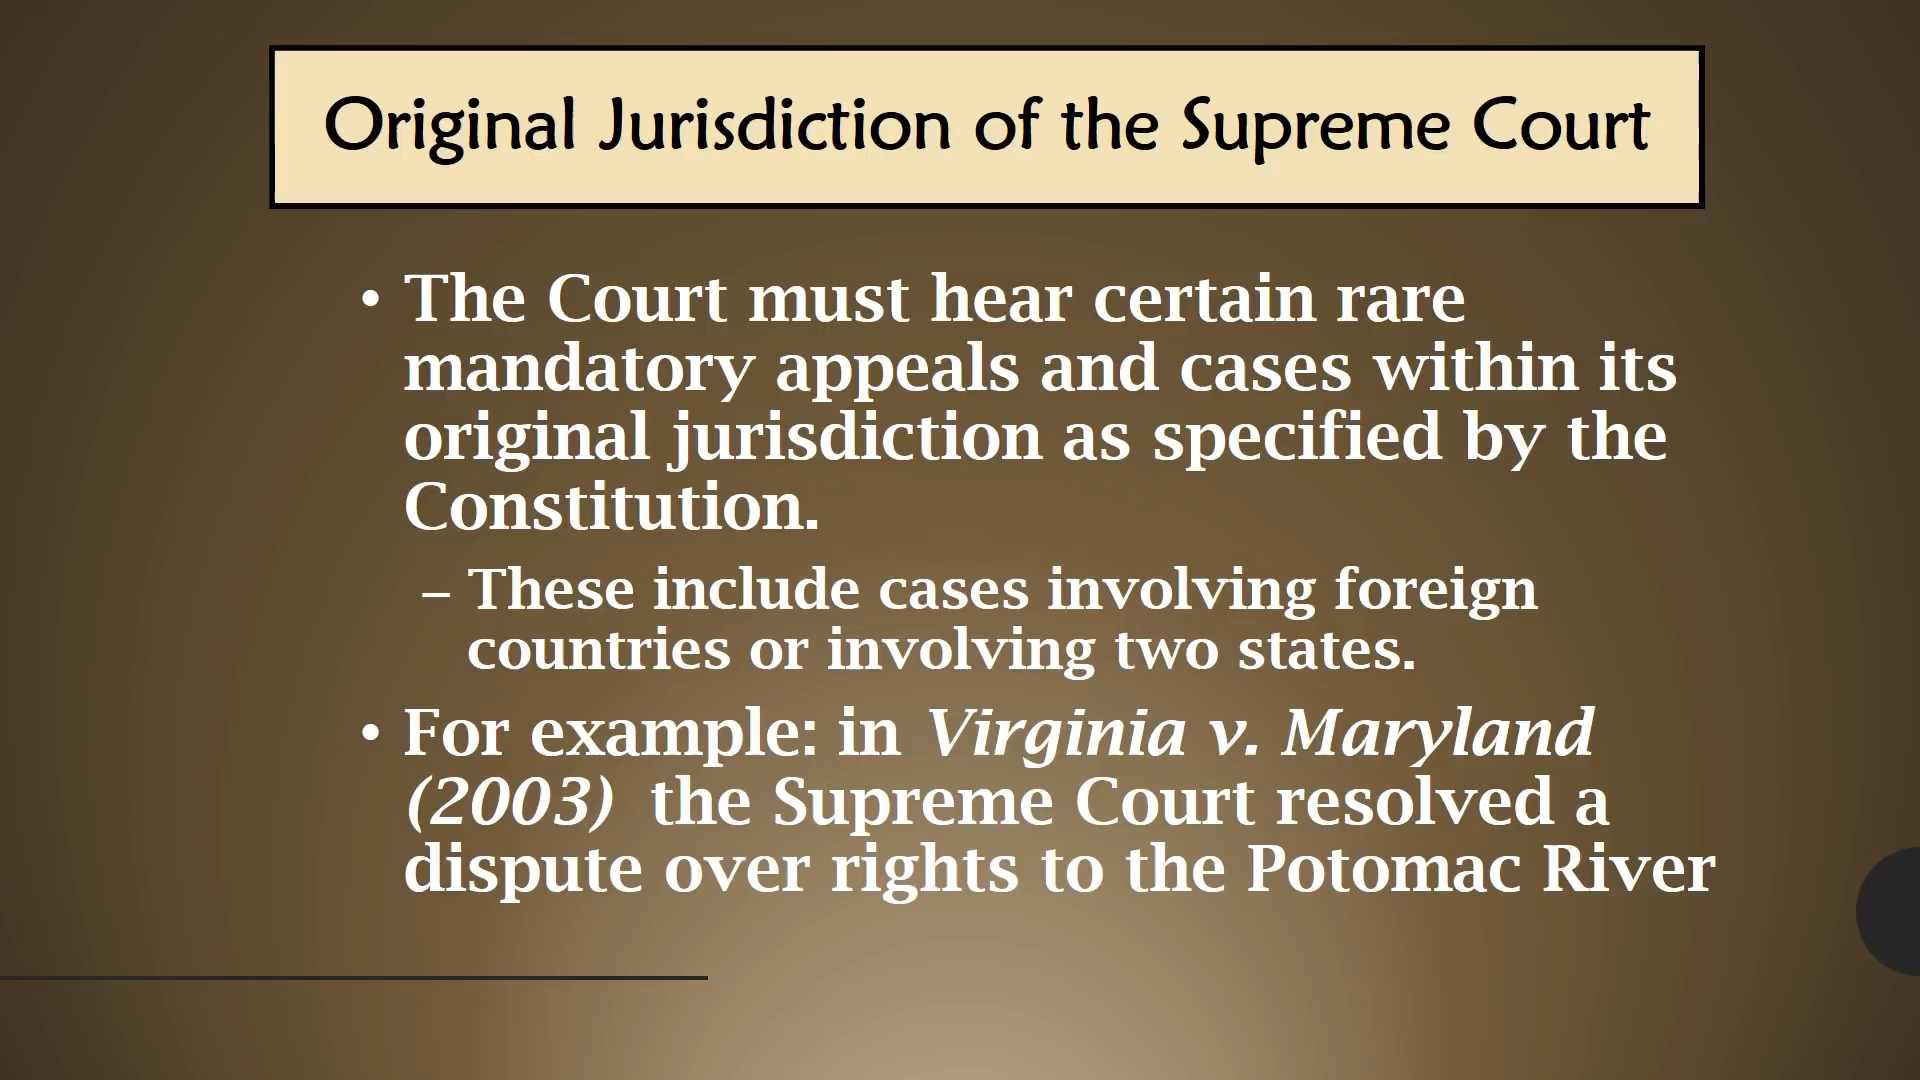 Original Jurisdiction of the Supreme Court
• The Court must hear certain rare
mandatory appeals and cases within its
original jurisdiction as specified by the
Constitution.
– These include cases involving foreign
countries or involving two states.
• For example: in Virginia v. Maryland
(2003) the Supreme Court resolved a
dispute over rights to the Potomac River